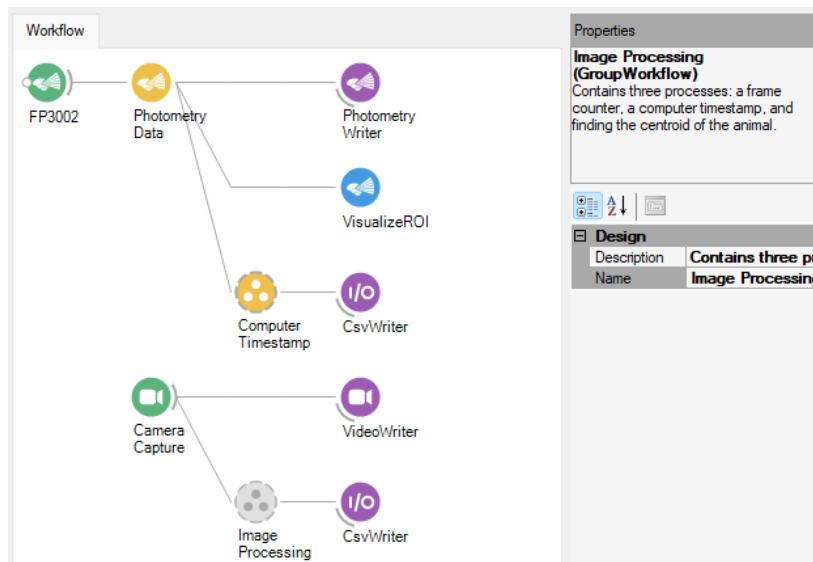 Workflow
FP3002
Photometry
Data
Photometry
Writer
VisualizeROI
Computer
Timestamp
I/O
CsvWriter
Camera
Capture
VideoWriter
Image
Processing
I/O
CsvWriter
Properties
Image Processing
(GroupWorkflow)
Contains three processes: a frame
counter, a computer timestamp, and
finding the centroid of the animal.
A
Z
Design
Description Contains three p
Name Image Processing